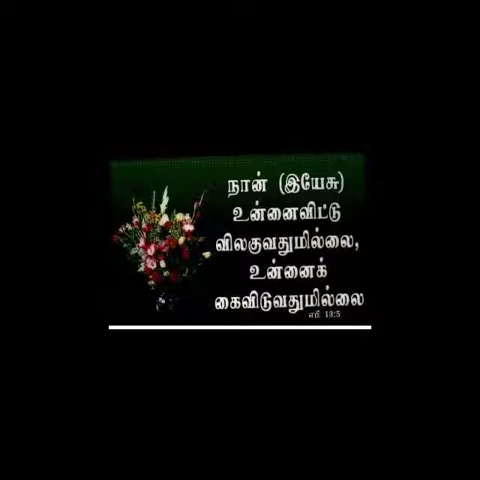 நான் (இயேசு)
உன்னைவிட்டு
விலகுவதுமில்லை,
உன்னைக்
கைவிடுவதுமில்லை
எபி 13:5